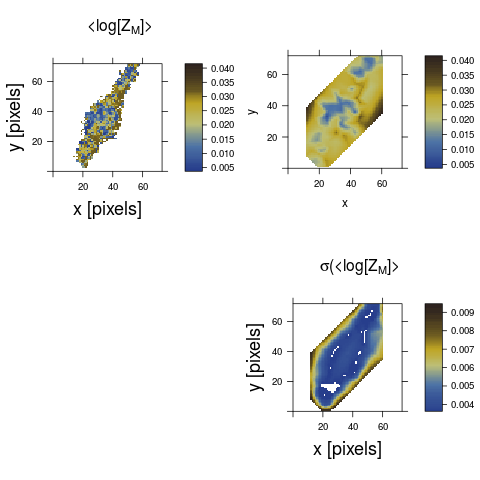 <log[Z_M]>
60
40
20
20 40 60
y [pixels]
x [pixels]
0.040
0.035
0.030
0.025
0.020
0.015
0.010
0.005
60
40
20
20 40 60
y
x
0.040
0.035
0.030
0.025
0.020
0.015
0.010
0.005
σ(<log[Z_M]>
60
40
20
20 40 60
y [pixels]
x [pixels]
0.009
0.008
0.007
0.006
0.005
0.004